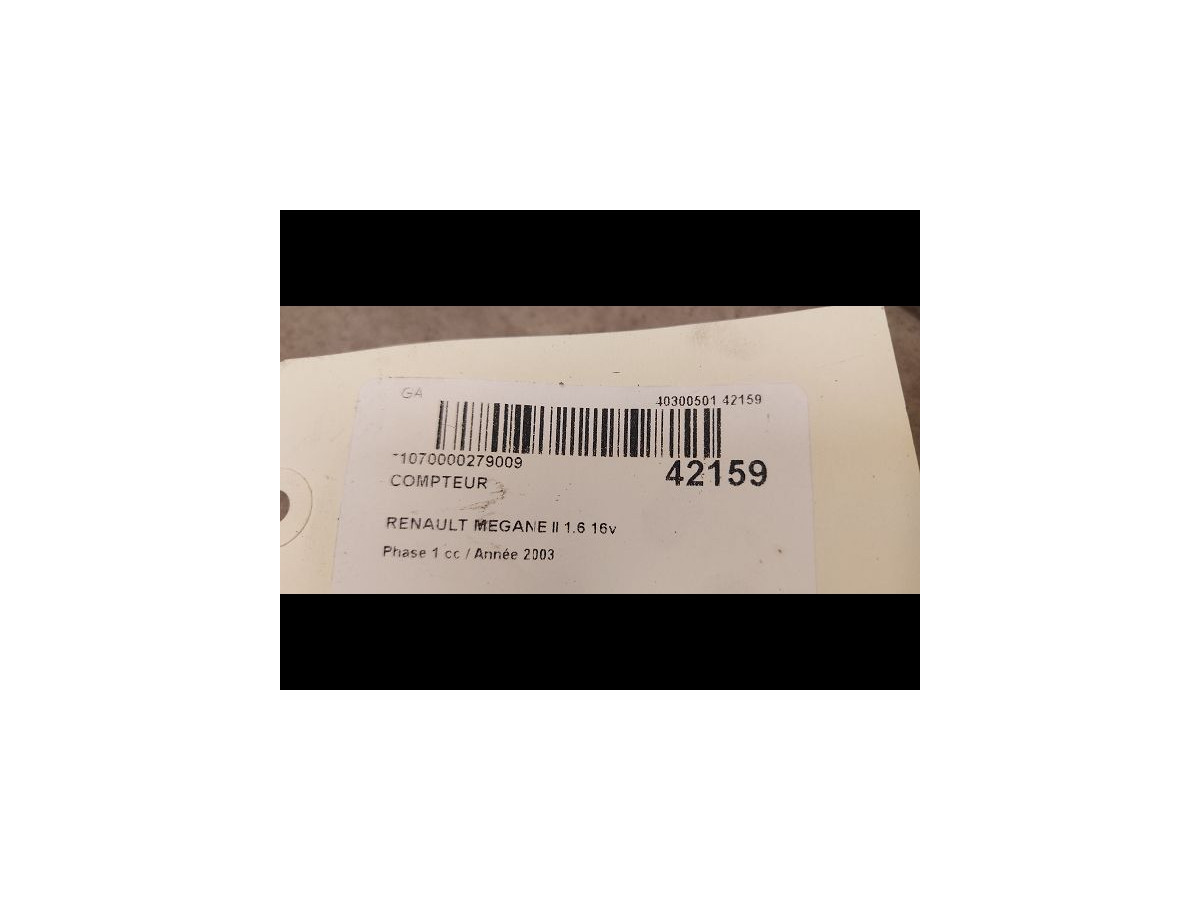 GA
40300501 42159
1070000279009
42159
COMPTEUR
RENAULT MEGANE II 1.6 16v
Phase 1 cc / Année 2003